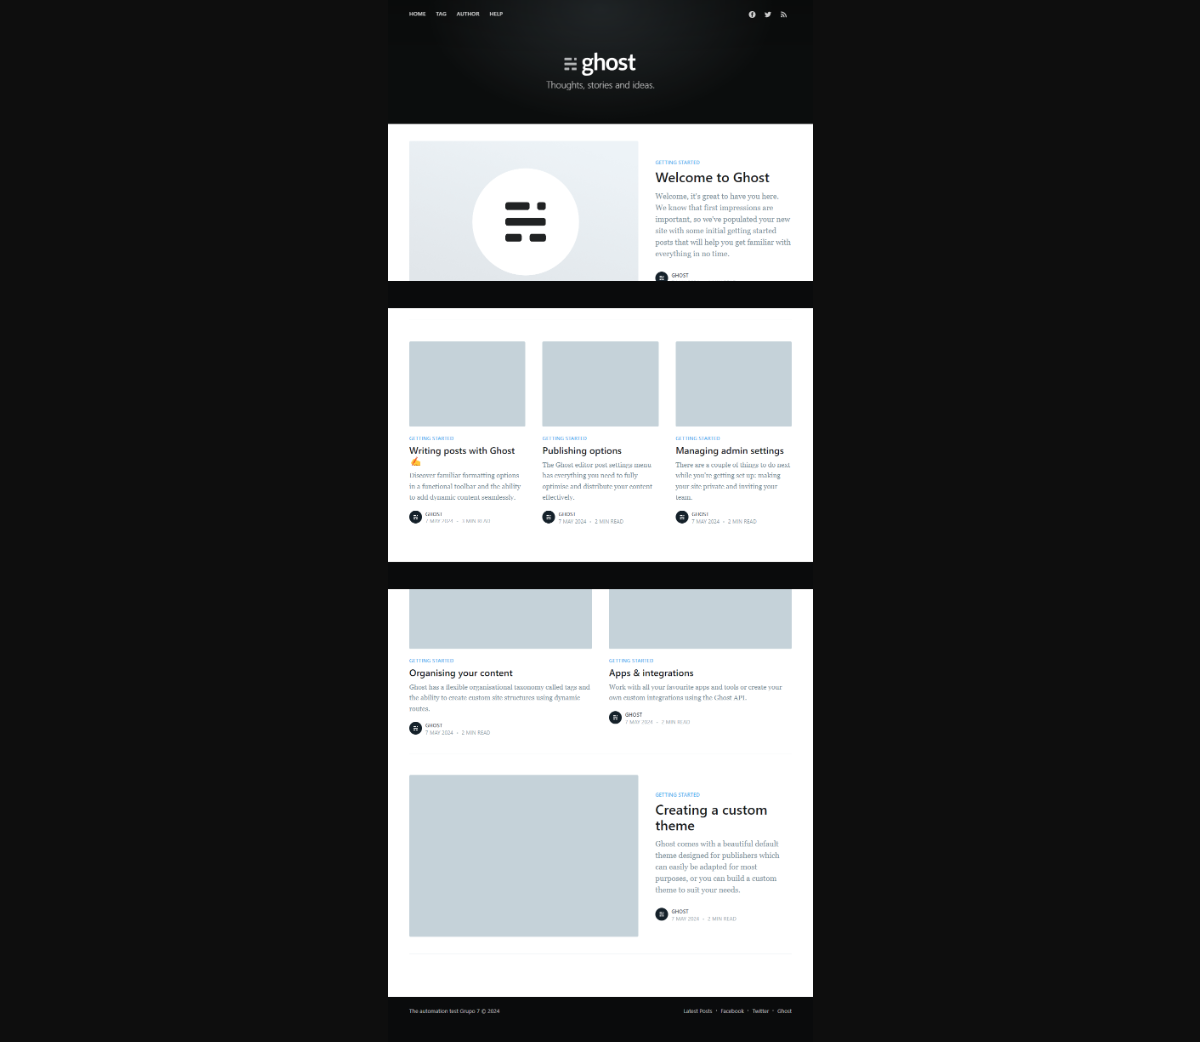 HOME TAG AUTHOR HELP
ghost
Thoughts, stories and ideas.
GETTING STARTED
Welcome to Ghost
Welcome, it's great to have you here.
We know that first impressions are
important, so we've populated your new
site with some initial getting started
posts that will help you get familiar with
everything in no time.
GHOST
GETTING STARTED
Writing posts with Ghost
✍
Discover familiar formatting options
in a functional toolbar and the ability
to add dynamic content seamlessly.
GHOST
7 MAY 2024 • 3 MIN READ
GETTING STARTED
Publishing options
The Ghost editor post settings menu
has everything you need to fully
optimise and distribute your content
effectively.
GHOST
7 MAY 2024 • 2 MIN READ
GETTING STARTED
Managing admin settings
There are a couple of things to do next
while you're getting set up: making
your site private and inviting your
team.
GHOST
7 MAY 2024 • 2 MIN READ
GETTING STARTED
Organising your content
Ghost has a flexible organisational taxonomy called tags and
the ability to create custom site structures using dynamic
routes.
GHOST
7 MAY 2024 • 2 MIN READ
GETTING STARTED
Apps & integrations
Work with all your favourite apps and tools or create your
own custom integrations using the Ghost API.
GHOST
7 MAY 2024 • 2 MIN READ
GETTING STARTED
Creating a custom
theme
Ghost comes with a beautiful default
theme designed for publishers which
can easily be adapted for most
purposes, or you can build a custom
theme to suit your needs.
GHOST
7 MAY 2024 • 2 MIN READ
The automation test Grupo 7 © 2024
Latest Posts • Facebook • Twitter • Ghost